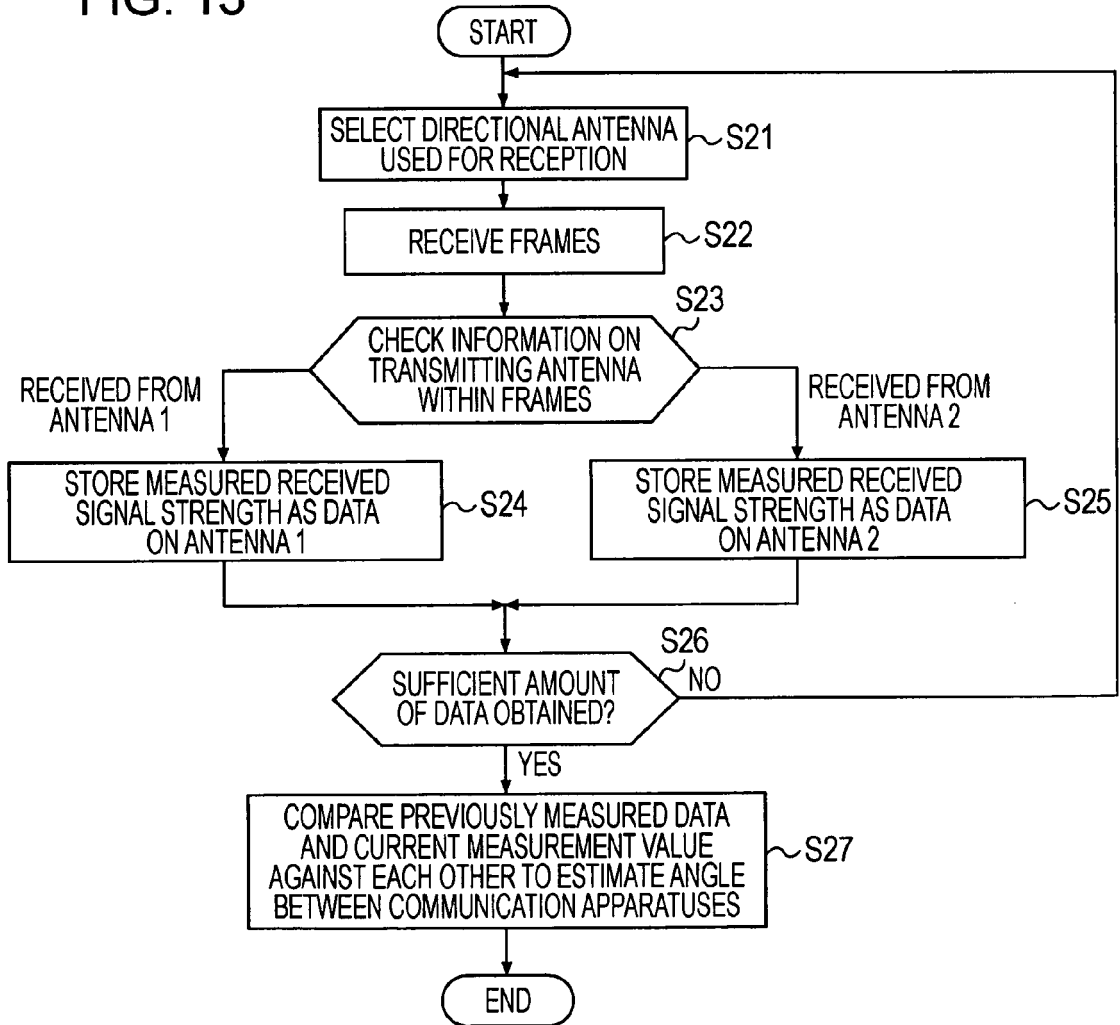 FIG. 13
START
SELECT DIRECTIONAL ANTENNA
USED FOR RECEPTION
S21
RECEIVE FRAMES
S22
S23
CHECK INFORMATION ON
TRANSMITTING ANTENNA
WITHIN FRAMES
RECEIVED FROM
ANTENNA 1
RECEIVED FROM
ANTENNA 2
STORE MEASURED RECEIVED
SIGNAL STRENGTH AS DATA
ON ANTENNA 1
S24
STORE MEASURED RECEIVED
SIGNAL STRENGTH AS DATA
ON ANTENNA 2
S25
S26
SUFFICIENT AMOUNT
OF DATA OBTAINED?
NO
YES
COMPARE PREVIOUSLY MEASURED DATA
AND CURRENT MEASUREMENT VALUE
AGAINST EACH OTHER TO ESTIMATE ANGLE
BETWEEN COMMUNICATION APPARATUSES
S27
END